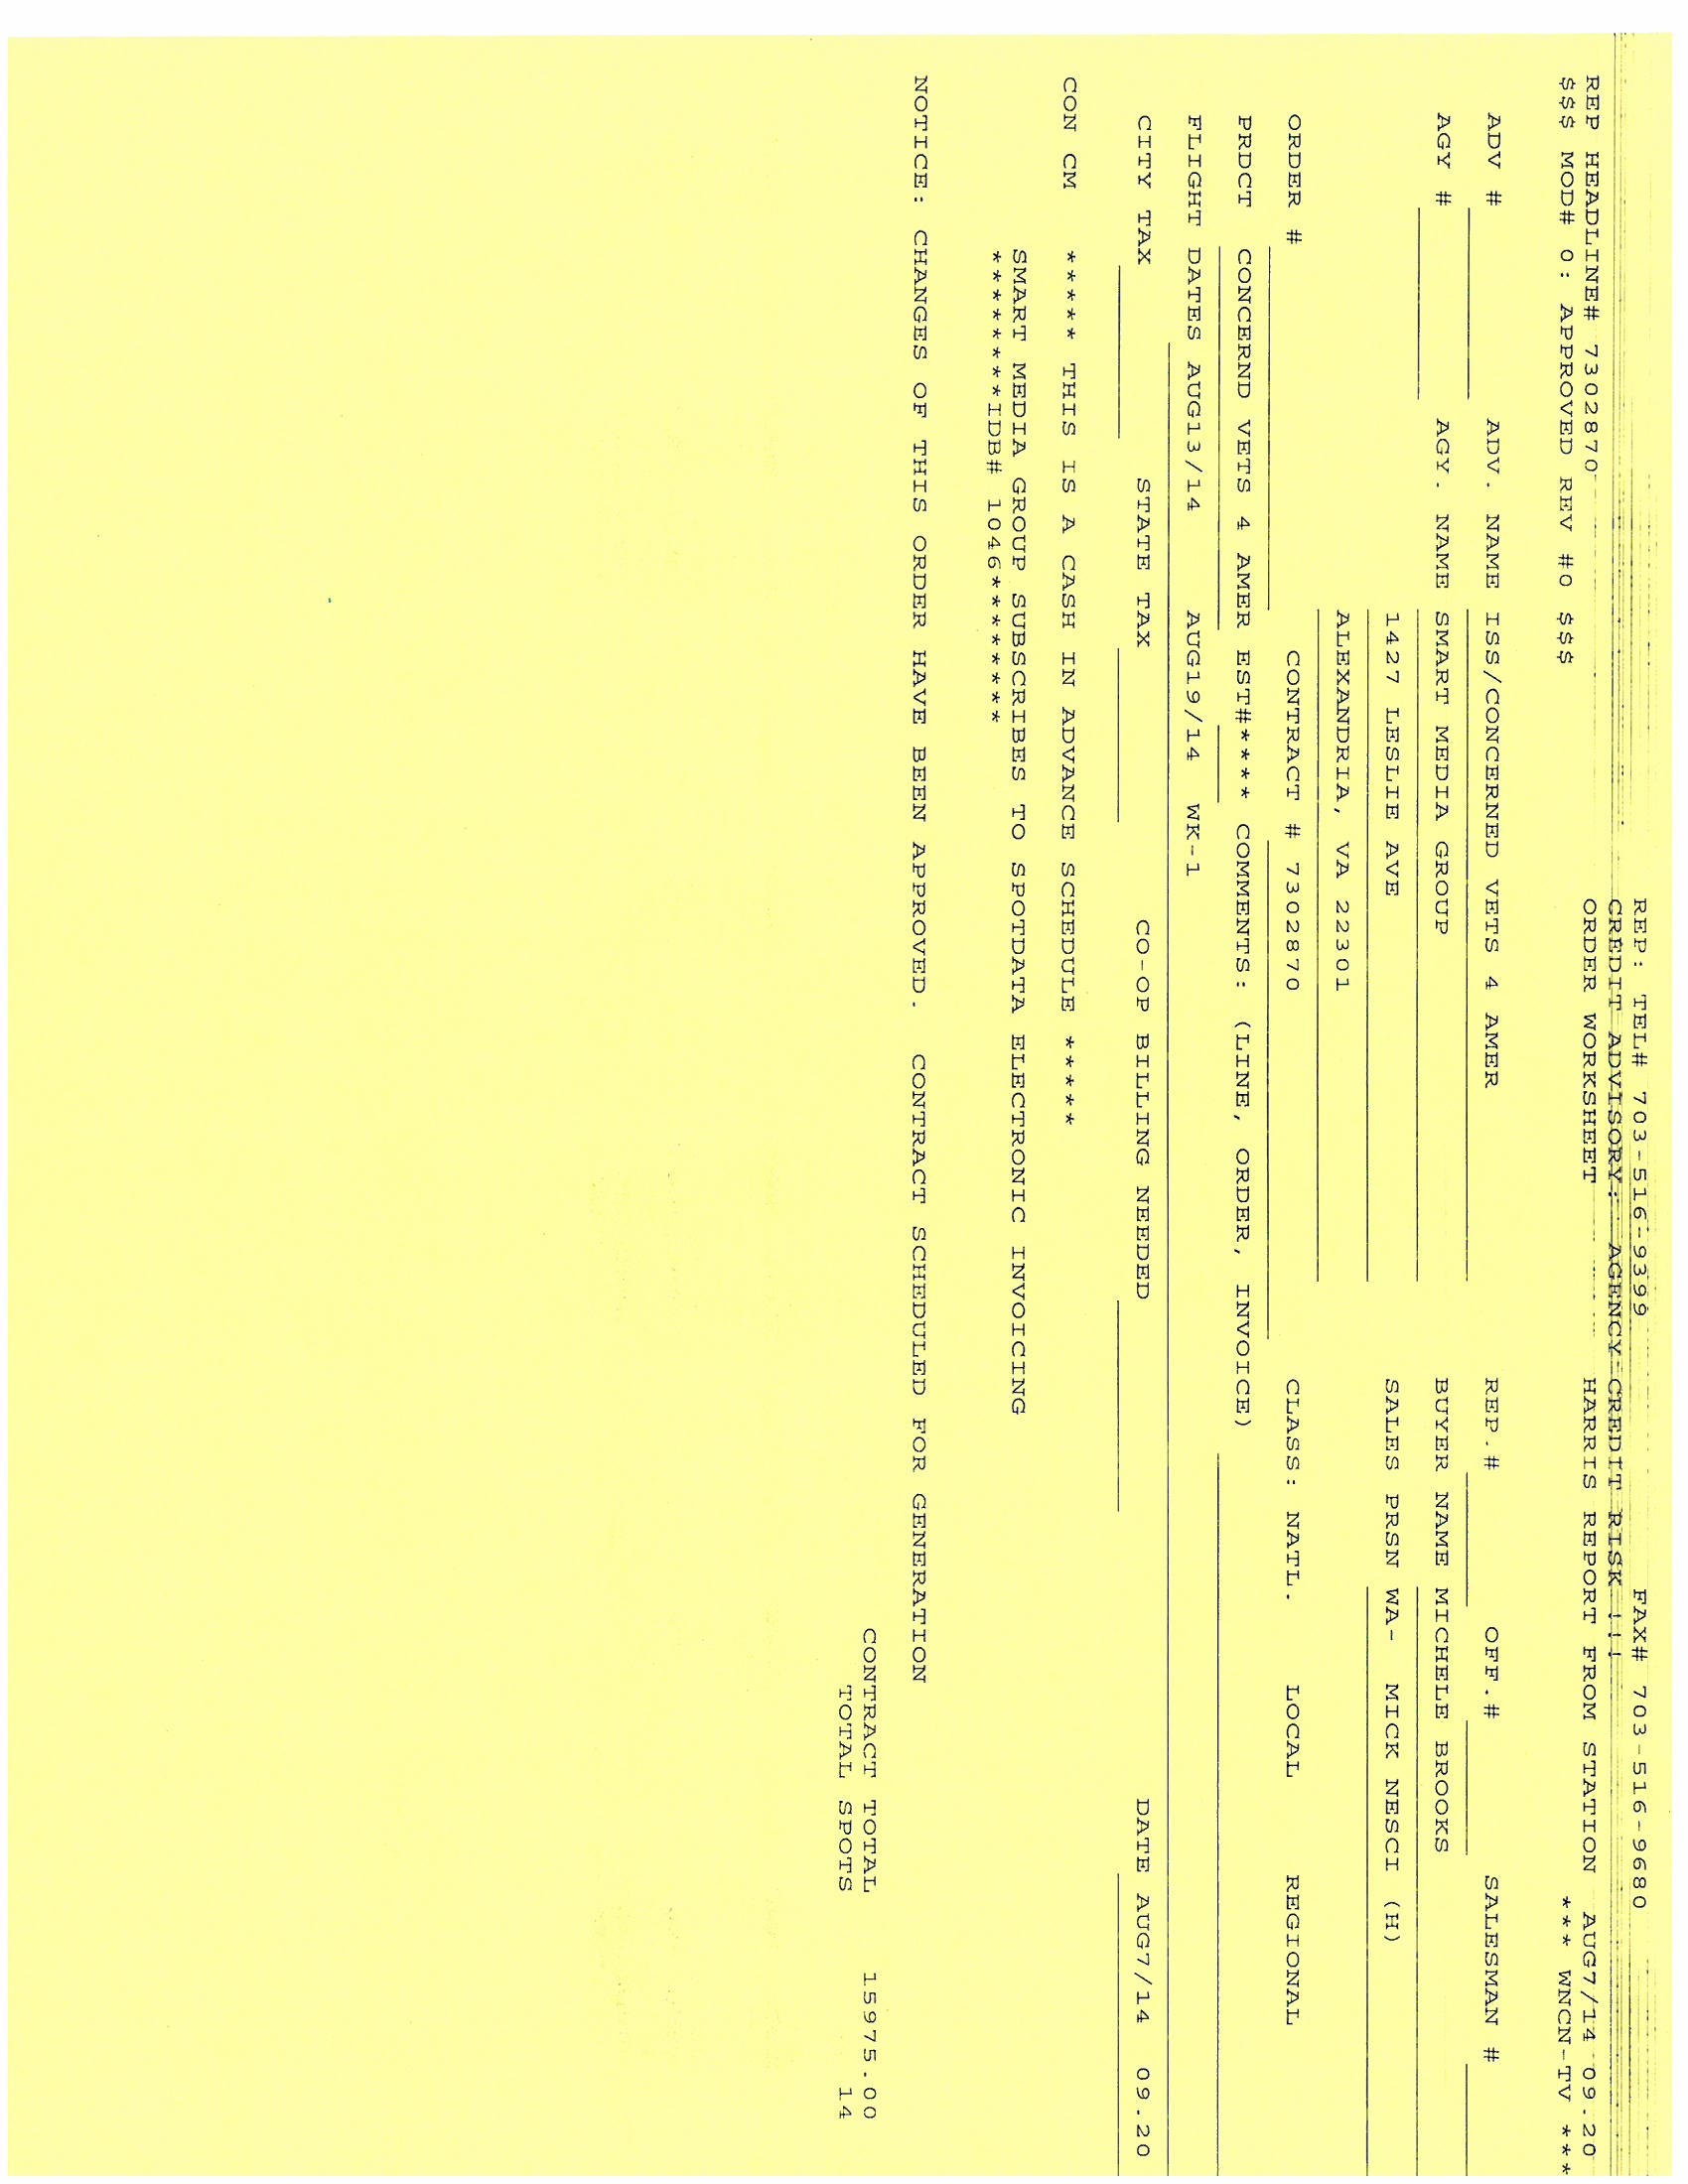 REP: TEL# 703-516-9399 FAX# 703-516-9680
CREDIT ADVISORY: AGENCY CREDIT RISK !!!
REP HEADLINE# 7302870 ORDER WORKSHEET HARRIS REPORT FROM STATION AUG7/14 09.20
$$$ MOD# 0: APPROVED REV #0 $$$ *** WNCN-TV ***
ADV # ADV. NAME ISS/CONCERNED VETS 4 AMER REP.# OFF.# SALESMAN #
AGY # AGY. NAME SMART MEDIA GROUP BUYER NAME MICHELE BROOKS
1427 LESLIE AVE SALES PRSN WA- MICK NESCI (H)
ALEXANDRIA, VA 22301
ORDER # CONTRACT # 7302870 CLASS: NATL. LOCAL REGIONAL
PRDCT CONCERND VETS 4 AMER EST#**** COMMENTS: (LINE, ORDER, INVOICE)
FLIGHT DATES AUG13/14 AUG19/14 WK-1
CITY TAX STATE TAX CO-OP BILLING NEEDED DATE AUG7/14 09.20
CON CM ***** THIS IS A CASH IN ADVANCE SCHEDULE *****
SMART MEDIA GROUP SUBSCRIBES TO SPOTDATA ELECTRONIC INVOICING
*********IDB# 1046*********
NOTICE: CHANGES OF THIS ORDER HAVE BEEN APPROVED. CONTRACT SCHEDULED FOR GENERATION
CONTRACT TOTAL 15975.00
TOTAL SPOTS 14